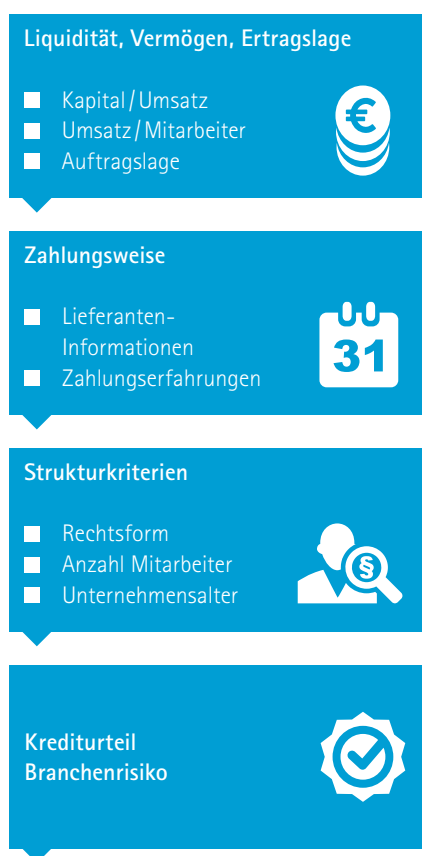 Liquidität, Vermögen, Ertragslage
Kapital/Umsatz
Umsatz/Mitarbeiter
Auftragslage
€
Zahlungsweise
Lieferanten-
Informationen
Zahlungserfahrungen
31
Strukturkriterien
Rechtsform
Anzahl Mitarbeiter
Unternehmensalter
§
Krediturteil
Branchenrisiko